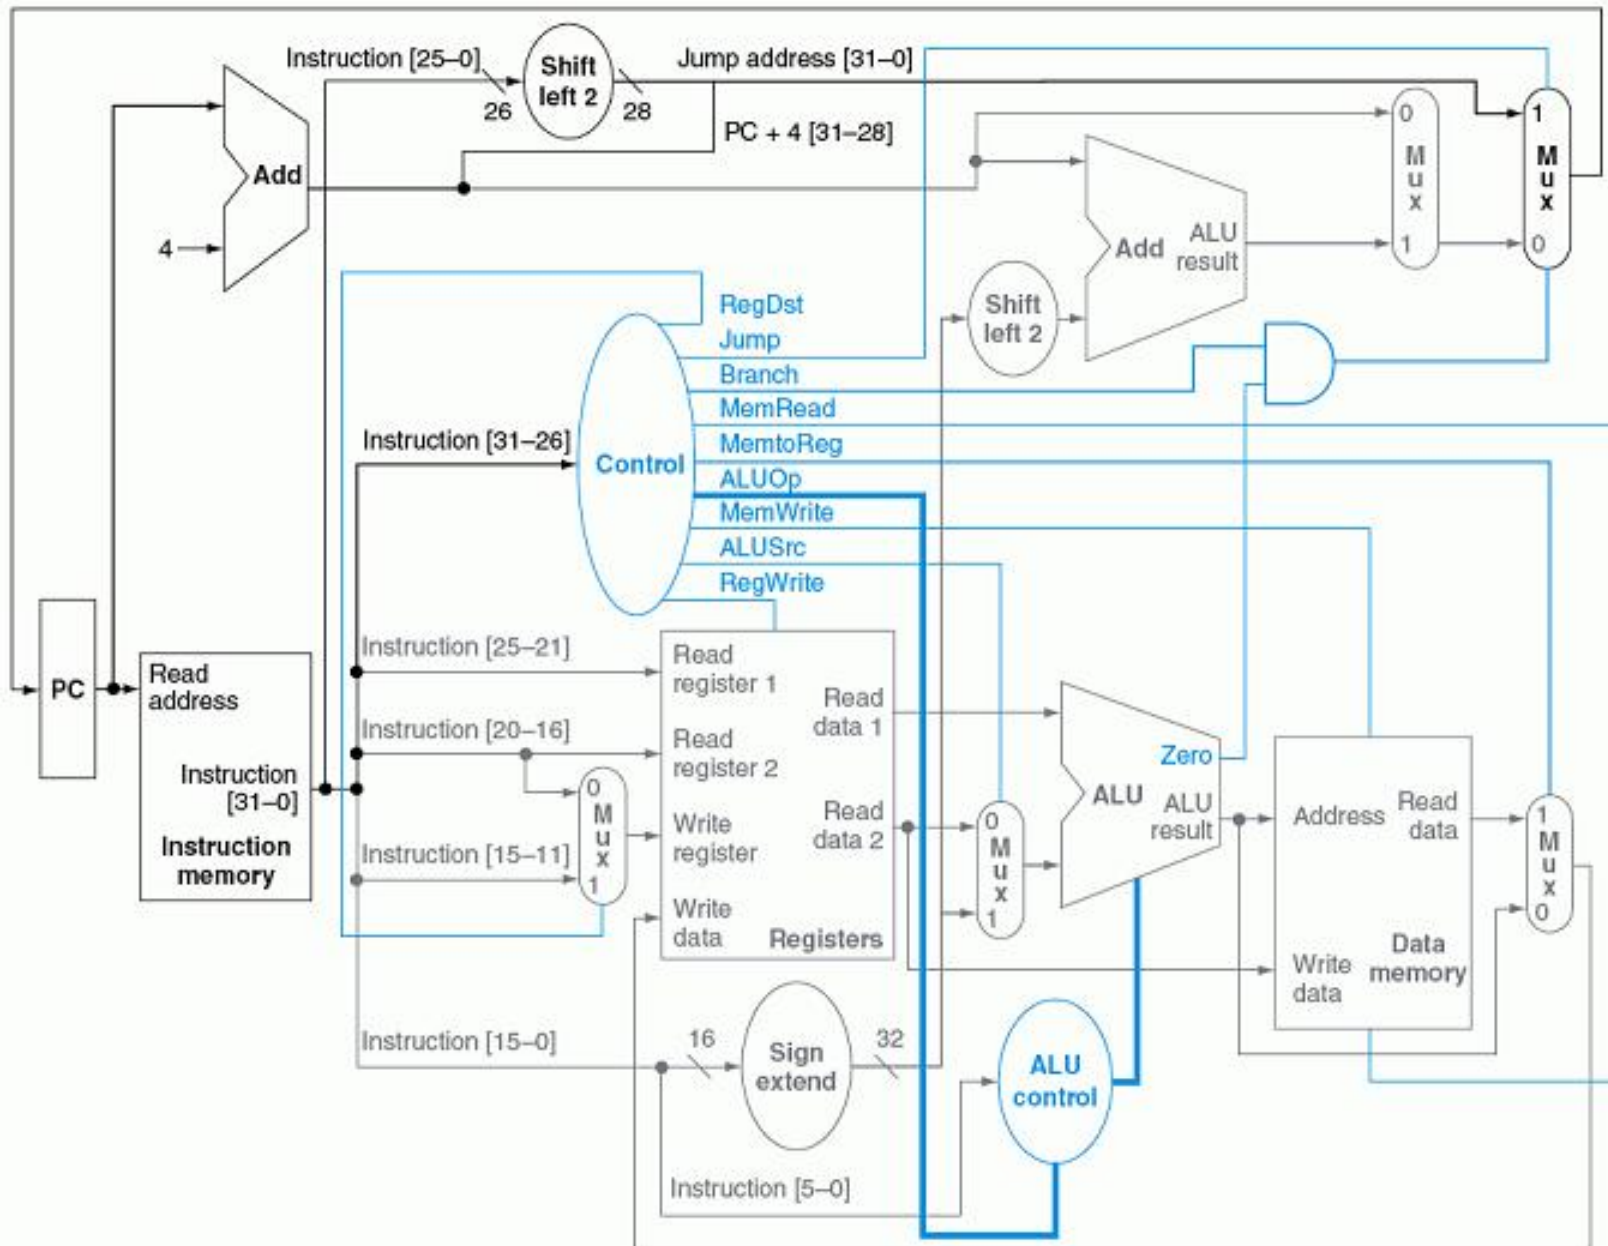 Instruction [25–0]
Shift
left 2
Jump address [31–0]
26
28
PC + 4 [31–28]
Add
4
0
M
u
x
1
1
M
u
x
0
Add
ALU
result
Shift
left 2
RegDst
Jump
Branch
MemRead
MemtoReg
ALUOp
MemWrite
ALUSrc
RegWrite
Instruction [31–26]
Control
PC
Read
address
Instruction
[31–0]
Instruction
memory
Instruction [25–21]
Instruction [20–16]
Instruction [15–11]
0
M
u
x
1
Read
register 1
Read
register 2
Write
register
Write
data
Read
data 1
Read
data 2
Registers
0
M
u
x
1
Zero
ALU
ALU
result
Address
Read
data
Write
data
Data
memory
1
M
u
x
0
Instruction [15–0]
16
Sign
extend
32
ALU
control
Instruction [5–0]